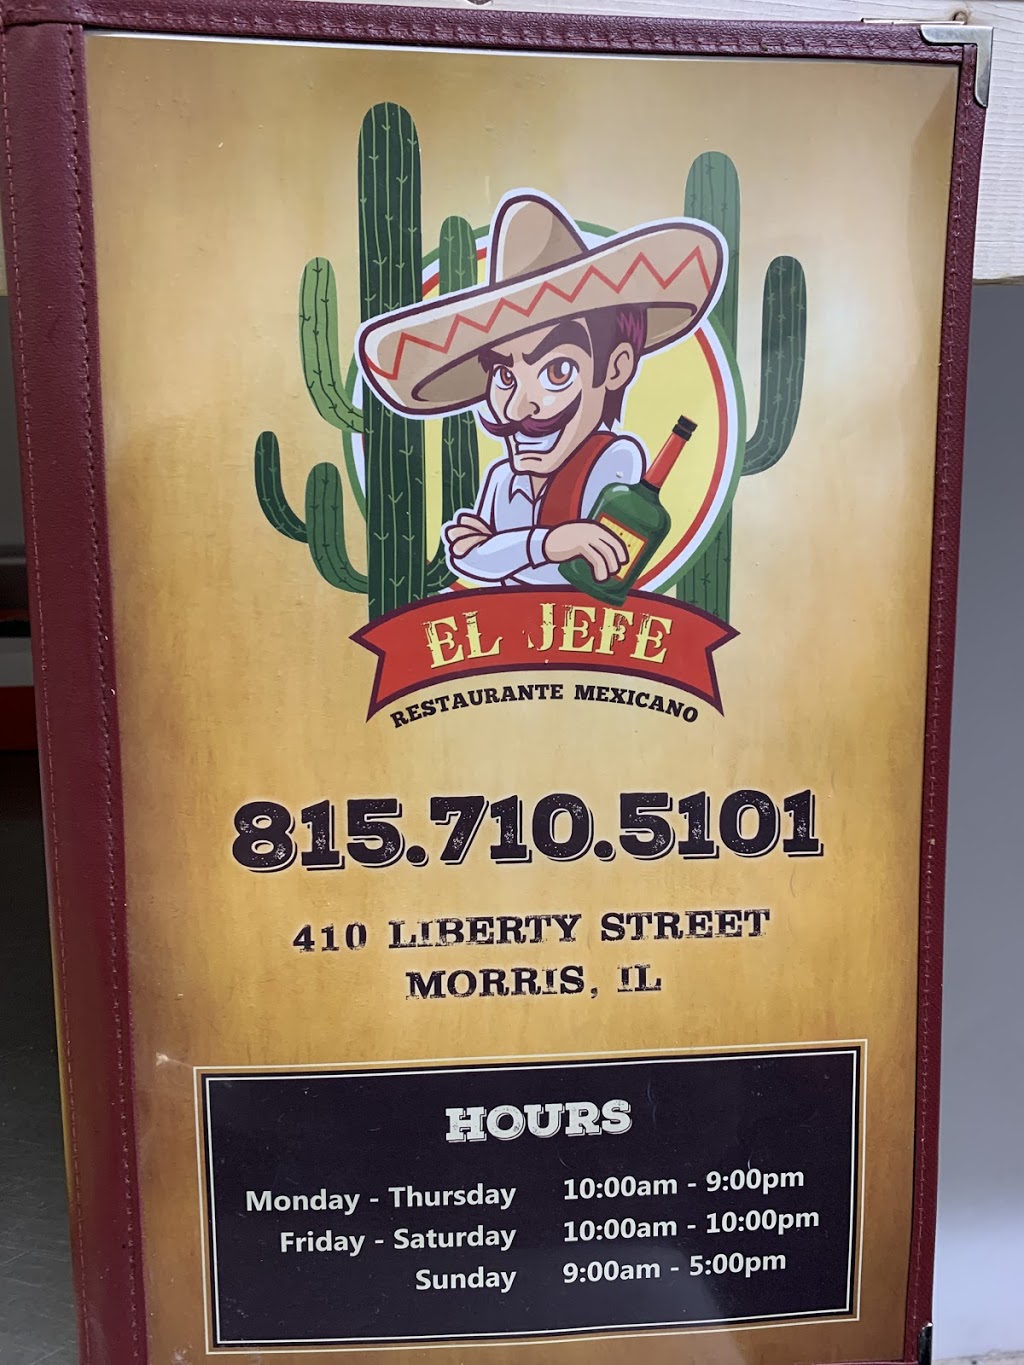 EL JEFE
RESTAURANTE MEXICANO
815.710.5101
410 LIBERTY STREET
MORRIS, IL
HOURS
Monday - Thursday 10:00am - 9:00pm
Friday - Saturday 10:00am - 10:00pm
Sunday 9:00am - 5:00pm